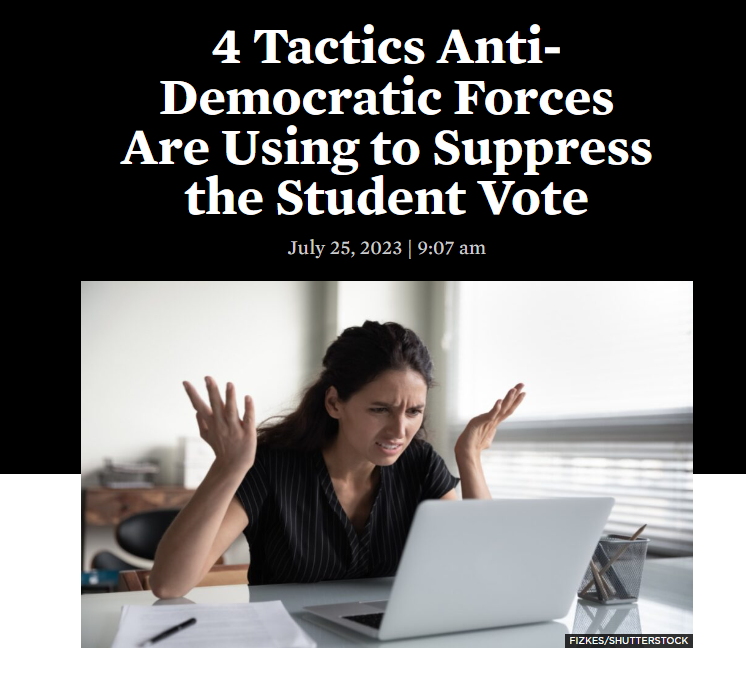 4 Tactics Anti-
Democratic Forces
Are Using to Suppress
the Student Vote
July 25, 2023 | 9:07 am
FIZKES/SHUTTERSTOCK